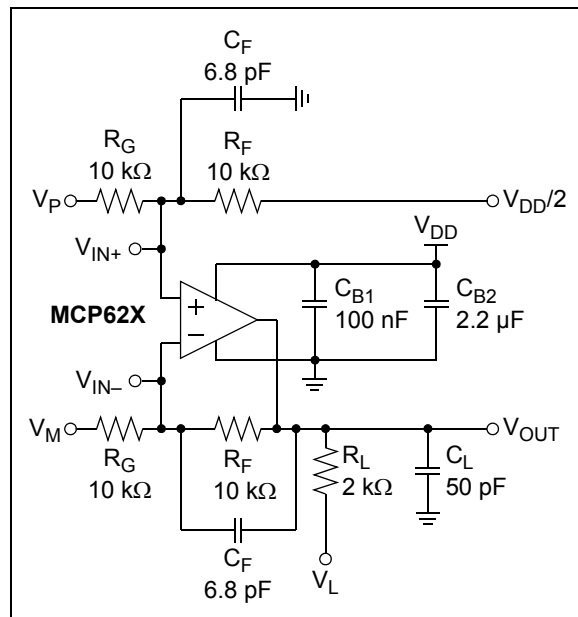 C_F
6.8 pF
R_G
10 kΩ
R_F
10 kΩ
V_P
V_DD/2
V_DD
V_IN+
C_B1
100 nF
C_B2
2.2 µF
+
MCP62X
−
V_IN–
V_M
V_OUT
R_G
10 kΩ
R_F
10 kΩ
R_L
2 kΩ
C_L
50 pF
C_F
6.8 pF
V_L